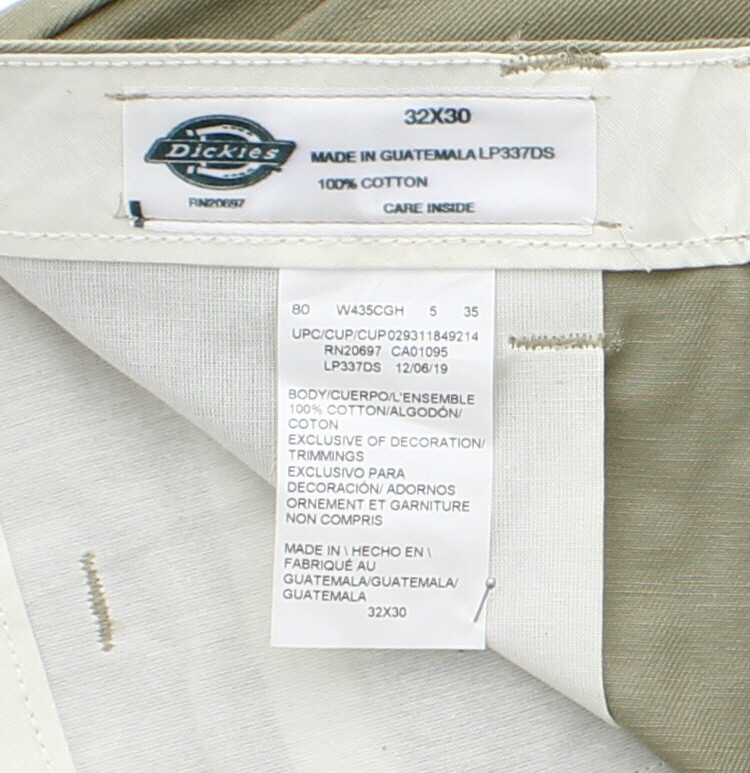 32X30
Dickies
MADE IN GUATEMALA LP337DS
100% COTTON
RN20697
CARE INSIDE
80 W435CGH 5 35
UPC/CUP/CUP029311849214
RN20697 CA01095
LP337DS 12/06/19
BODY/CUERPO/L'ENSEMBLE
100% COTTON/ALGODÓN/
COTON
EXCLUSIVE OF DECORATION/
TRIMMINGS
EXCLUSIVO PARA
DECORACIÓN/ ADORNOS
ORNEMENT ET GARNITURE
NON COMPRIS
MADE IN \ HECHO EN \
FABRIQUÉ AU
GUATEMALA/GUATEMALA/
GUATEMALA
32X30